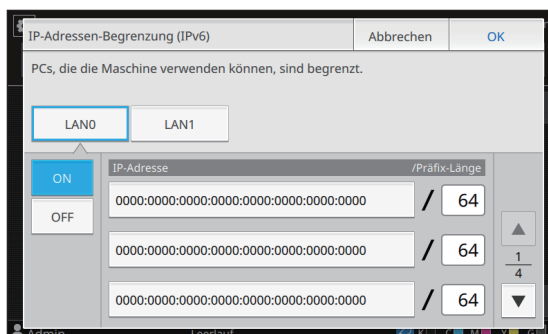 IP-Adressen-Begrenzung (IPv6) Abbrechen OK
PCs, die die Maschine verwenden können, sind begrenzt.
LAN0 LAN1
ON
OFF
IP-Adresse /Präfix-Länge
0000:0000:0000:0000:0000:0000:0000:0000 / 64
0000:0000:0000:0000:0000:0000:0000:0000 / 64
0000:0000:0000:0000:0000:0000:0000:0000 / 64
1
4
Admin Leerlauf K C M Y G